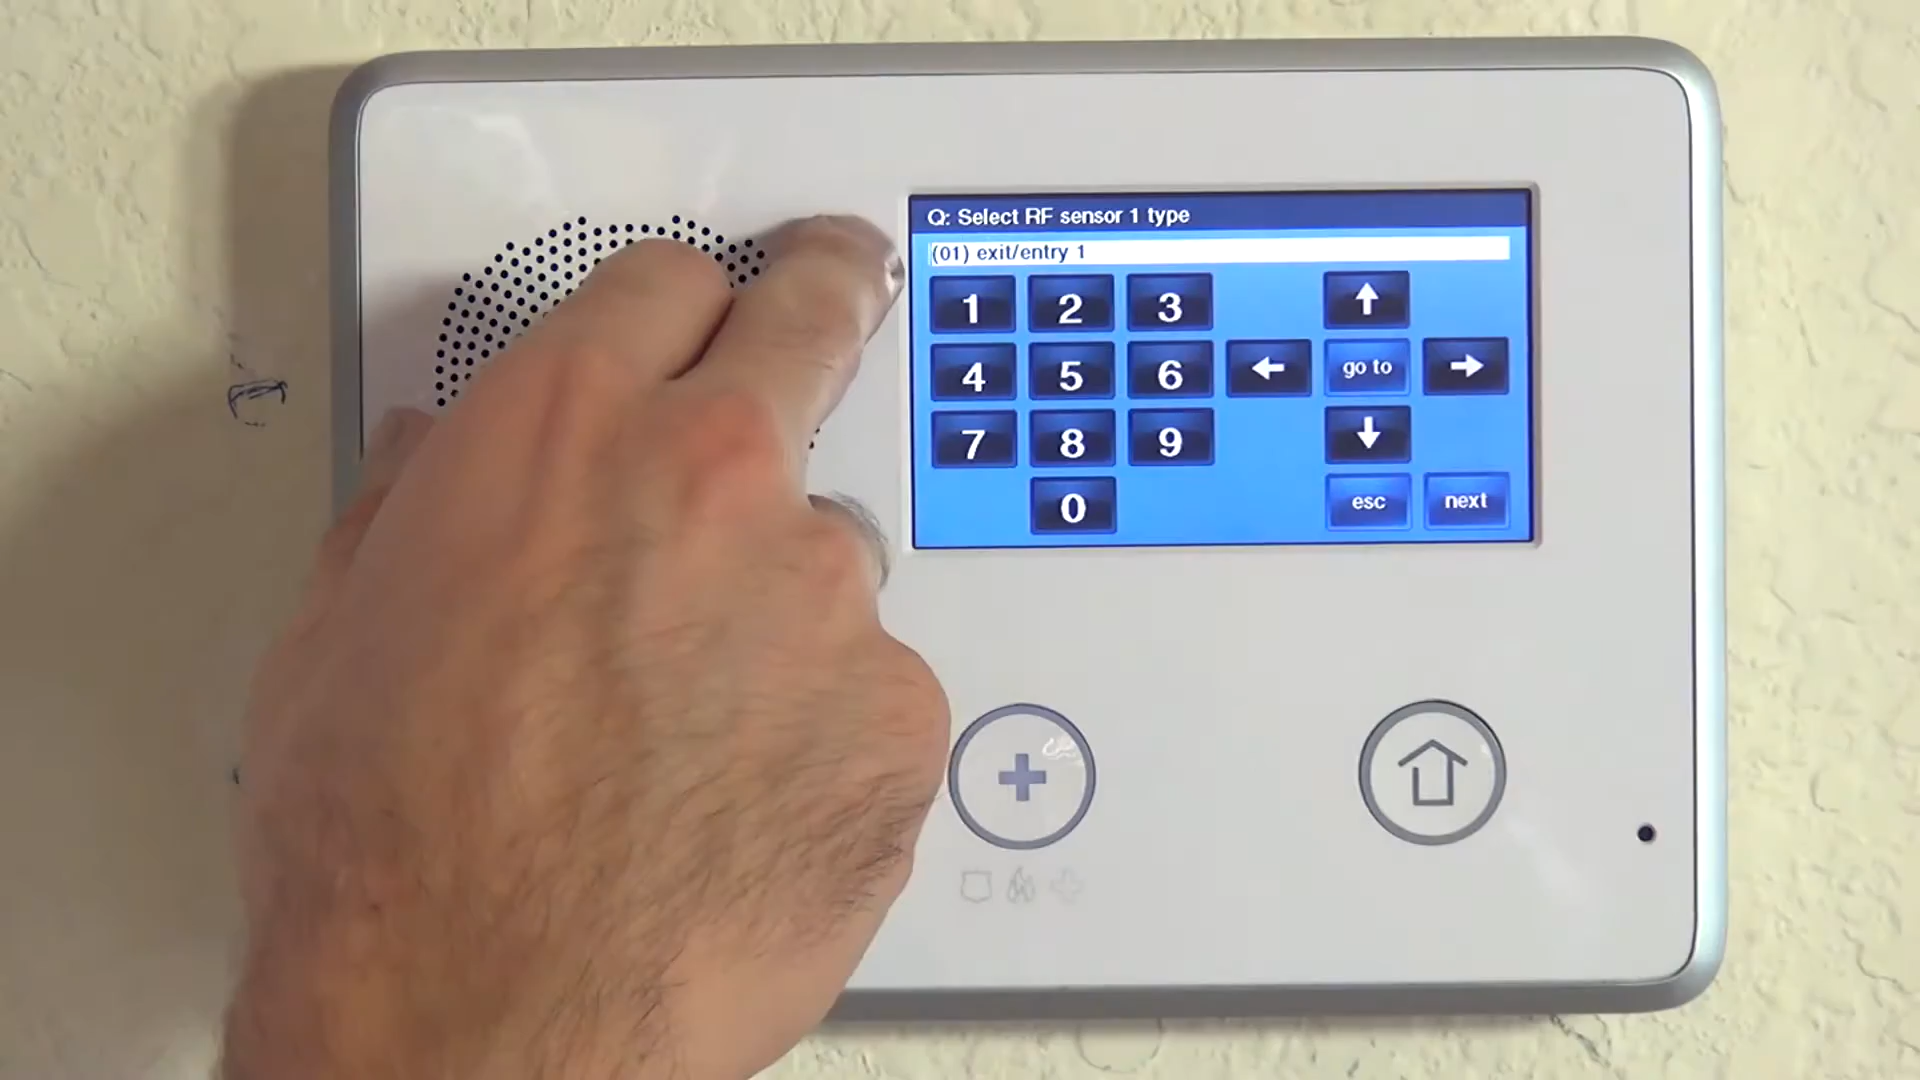 Q: Select RF sensor 1 type
(01) exit/entry 1
1 2 3
4 5 6 go to
7 8 9
0 esc next